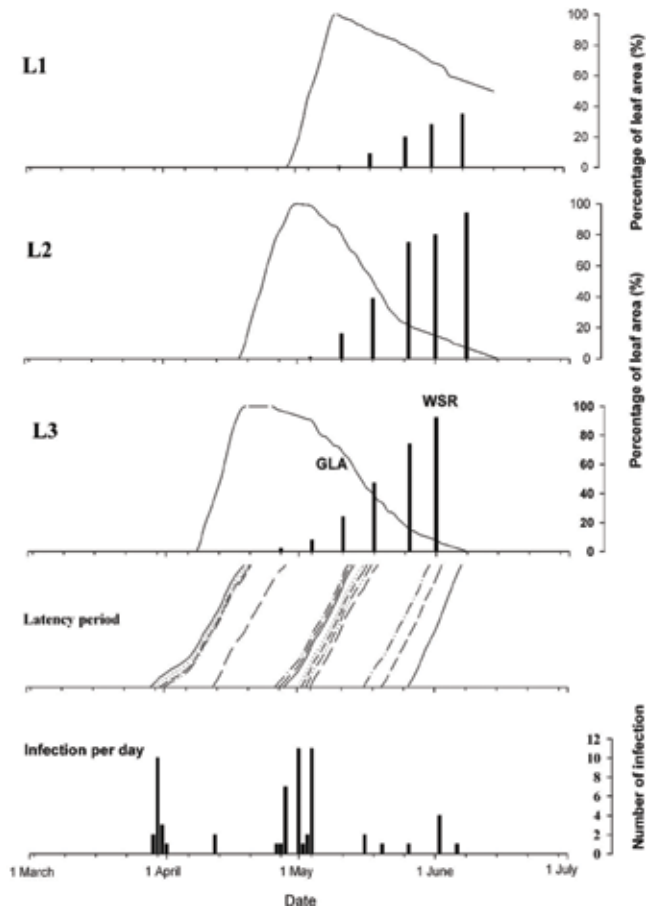 L1
100
80
60
40
20
0
Percentage of leaf area (%)
L2
100
80
60
40
20
0
Percentage of leaf area (%)
L3
GLA
WSR
100
80
60
40
20
0
Percentage of leaf area (%)
Latency period
Infection per day
12
10
8
6
4
2
0
Number of infection
1 March
1 April
1 May
1 June
1 July
Date